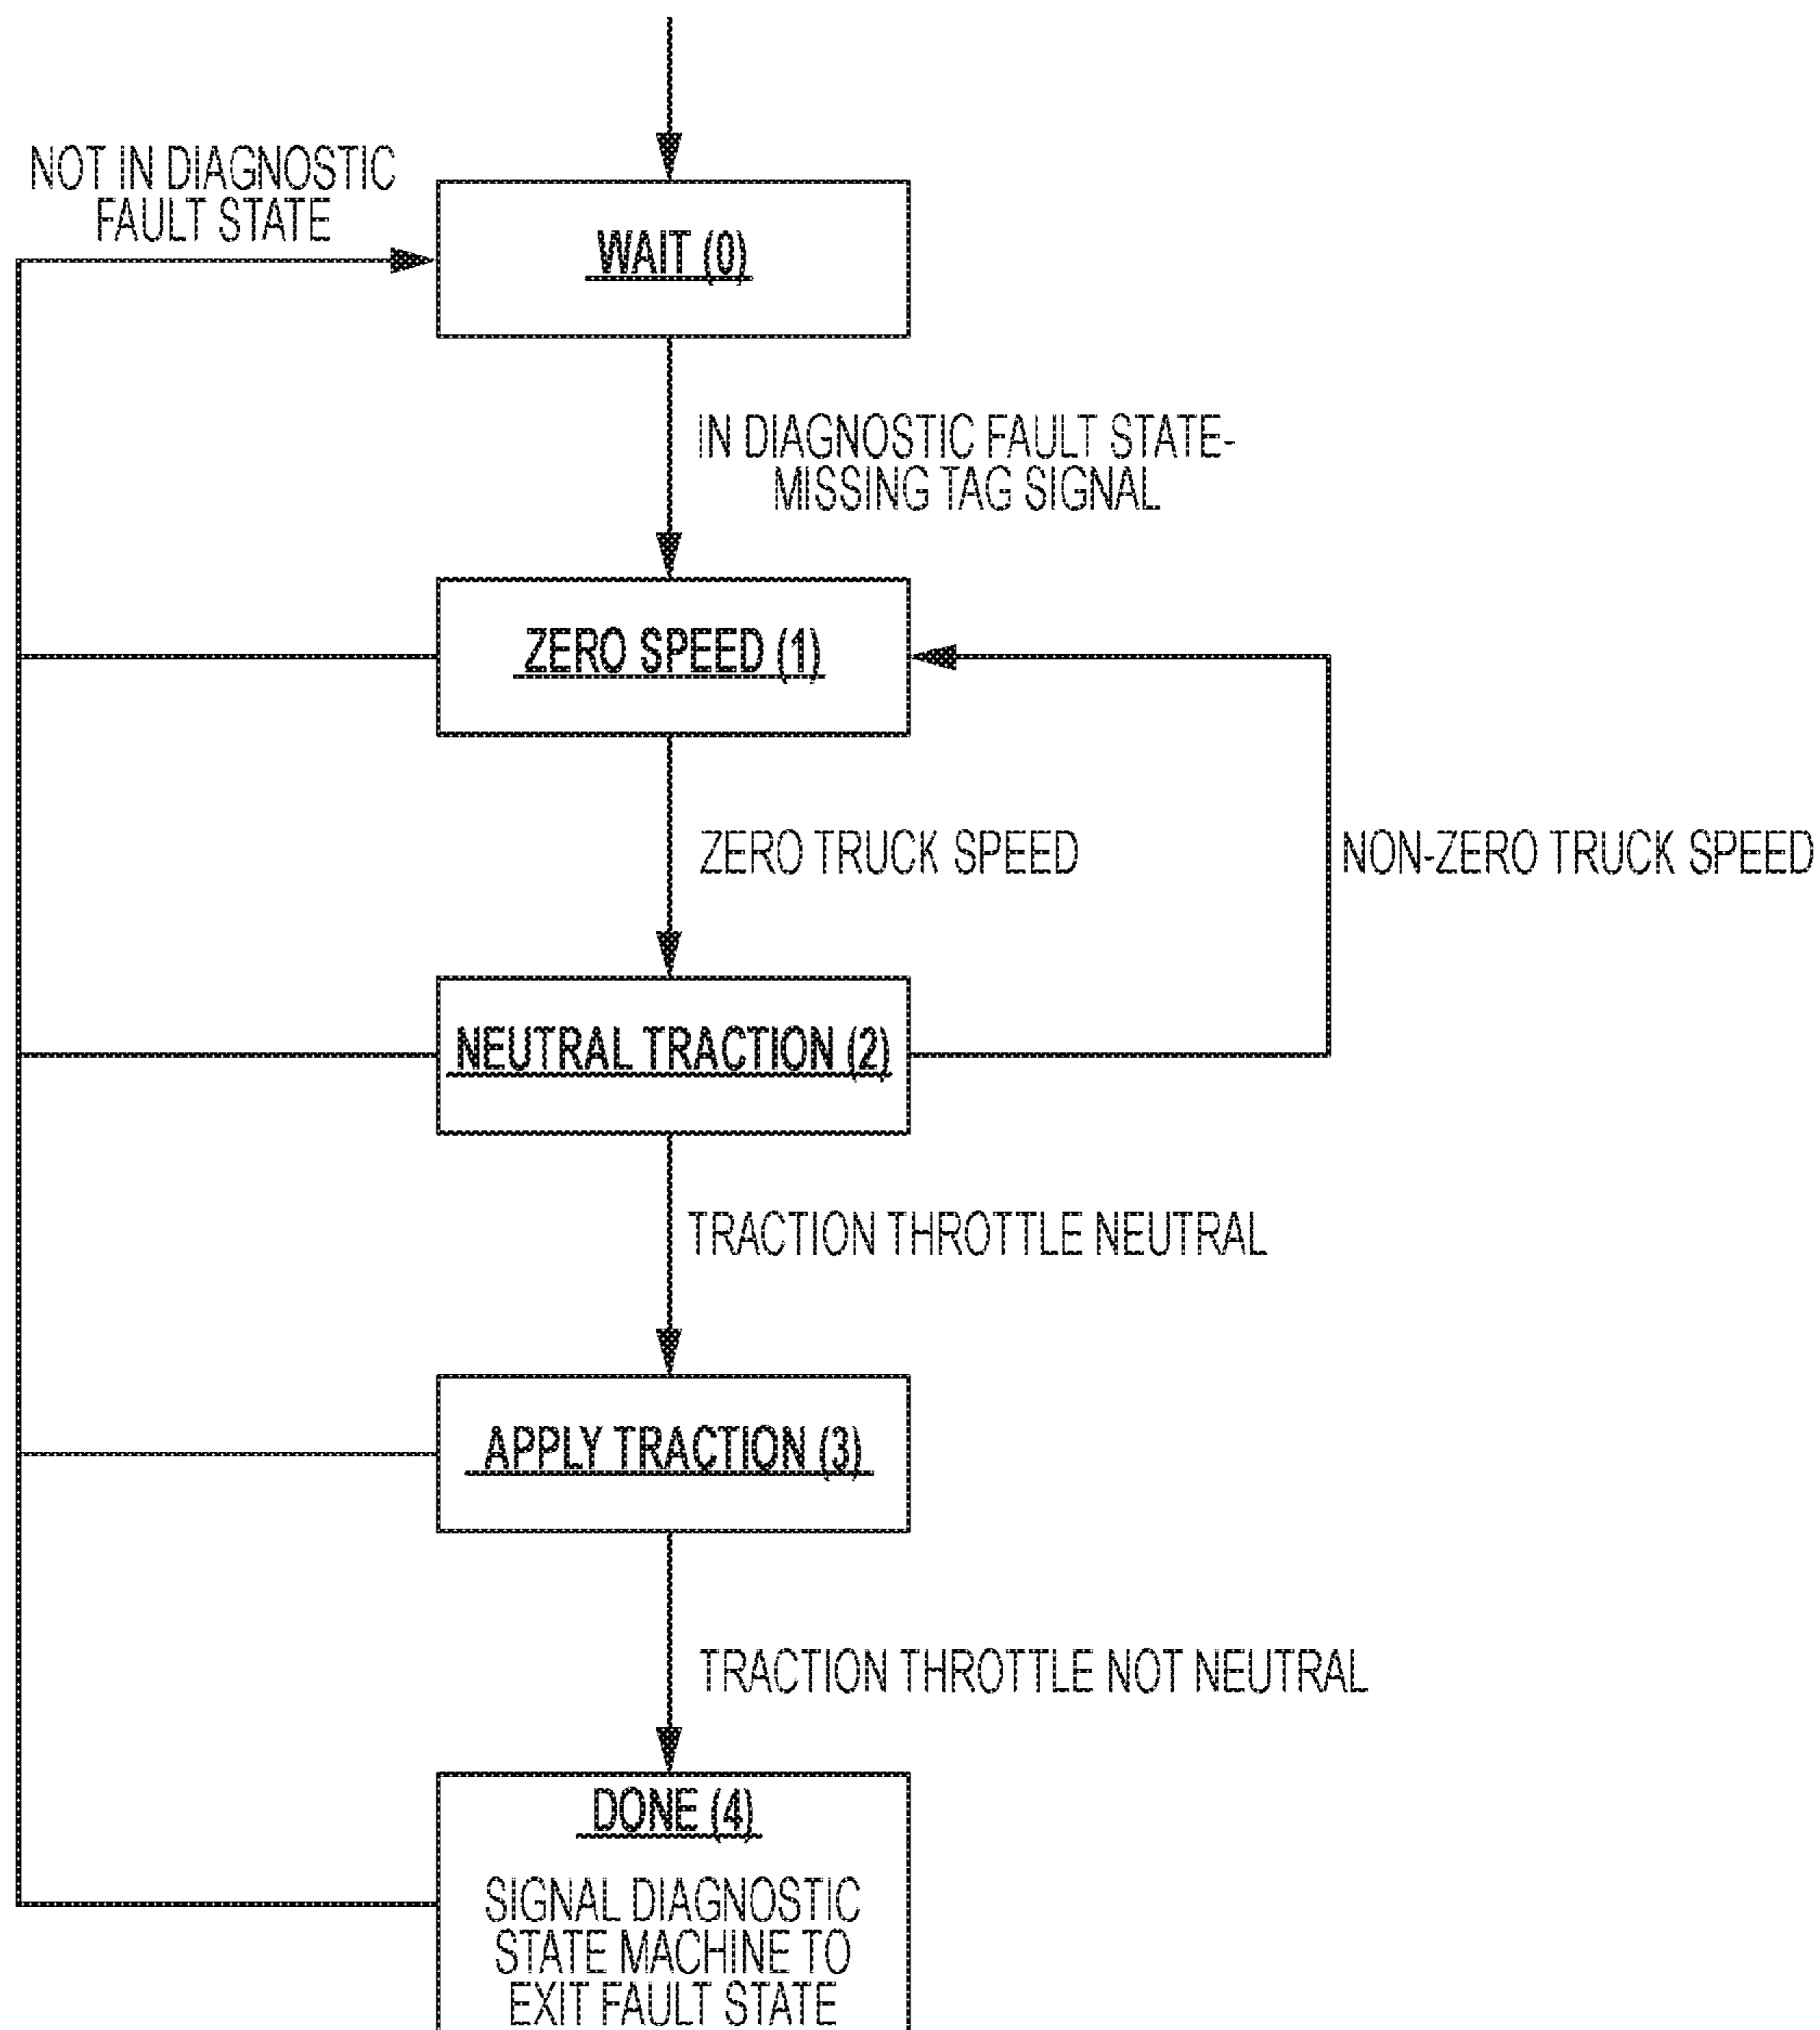 NOT IN DIAGNOSTIC
FAULT STATE
WAIT (0)
IN DIAGNOSTIC FAULT STATE-
MISSING TAG SIGNAL
ZERO SPEED (1)
ZERO TRUCK SPEED
NON-ZERO TRUCK SPEED
NEUTRAL TRACTION (2)
TRACTION THROTTLE NEUTRAL
APPLY TRACTION (3)
TRACTION THROTTLE NOT NEUTRAL
DONE (4)
SIGNAL DIAGNOSTIC
STATE MACHINE TO
EXIT FAULT STATE